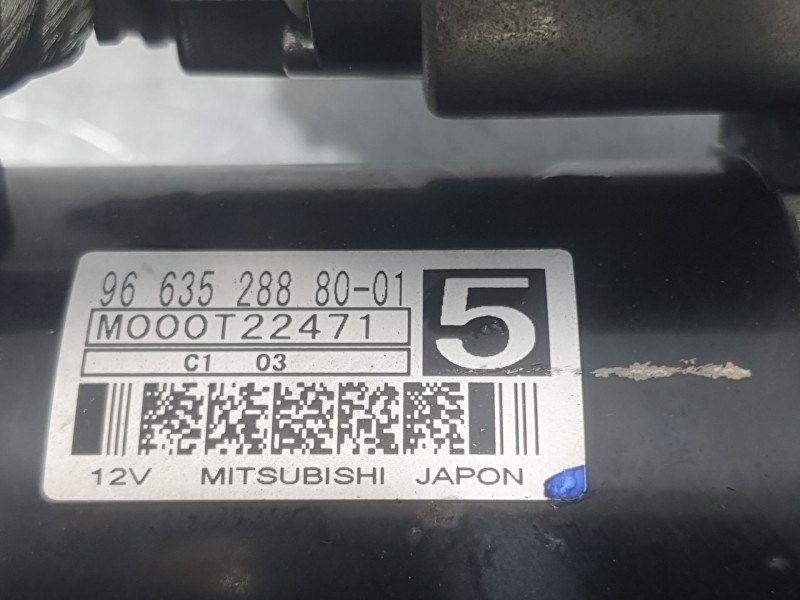 96 635 288 80-01
M000T22471
5
C1 03
12V MITSUBISHI JAPON